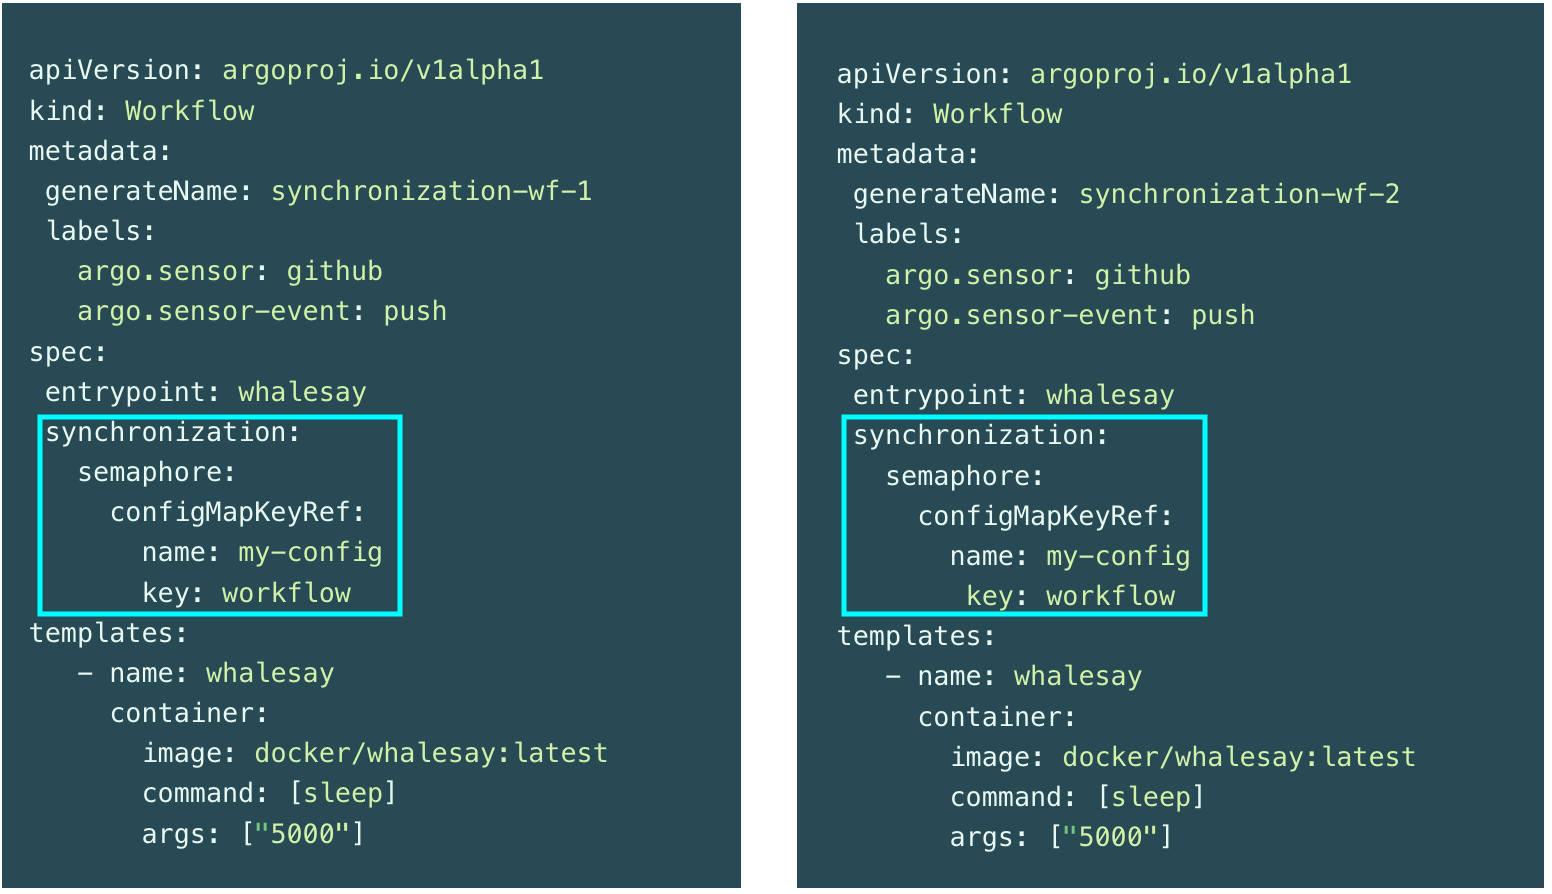 apiVersion: argoproj.io/v1alpha1
kind: Workflow
metadata:
 generateName: synchronization-wf-1
 labels:
   argo.sensor: github
   argo.sensor-event: push
spec:
 entrypoint: whalesay
 synchronization:
   semaphore:
     configMapKeyRef:
       name: my-config
       key: workflow
templates:
   - name: whalesay
     container:
       image: docker/whalesay:latest
       command: [sleep]
       args: ["5000"]
apiVersion: argoproj.io/v1alpha1
kind: Workflow
metadata:
 generateName: synchronization-wf-2
 labels:
   argo.sensor: github
   argo.sensor-event: push
spec:
 entrypoint: whalesay
 synchronization:
   semaphore:
     configMapKeyRef:
       name: my-config
        key: workflow
templates:
   - name: whalesay
     container:
       image: docker/whalesay:latest
       command: [sleep]
       args: ["5000"]